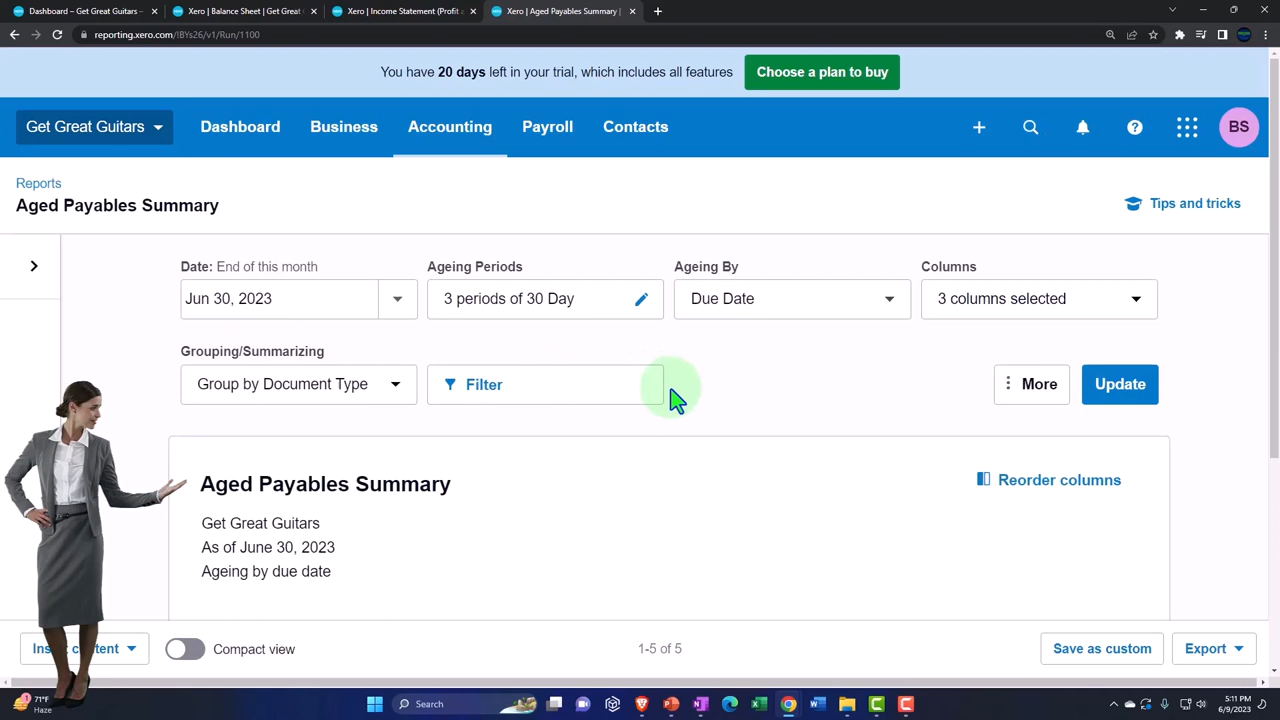 Dashboard – Get Great Guitars –
Xero | Balance Sheet | Get Great
Xero | Income Statement (Profit a
Xero | Aged Payables Summary |
reporting.xero.com/!BYs26/v1/Run/1100
You have 20 days left in your trial, which includes all features
Choose a plan to buy
Get Great Guitars
Dashboard
Business
Accounting
Payroll
Contacts
BS
Reports
Aged Payables Summary
Tips and tricks
Date: End of this month
Ageing Periods
Ageing By
Columns
Jun 30, 2023
3 periods of 30 Day
Due Date
3 columns selected
Grouping/Summarizing
Group by Document Type
Filter
More
Update
Aged Payables Summary
Reorder columns
Get Great Guitars
As of June 30, 2023
Ageing by due date
Compact view
1-5 of 5
Save as custom
Export
71°F
Haze
Search
5:11 PM
6/9/2023